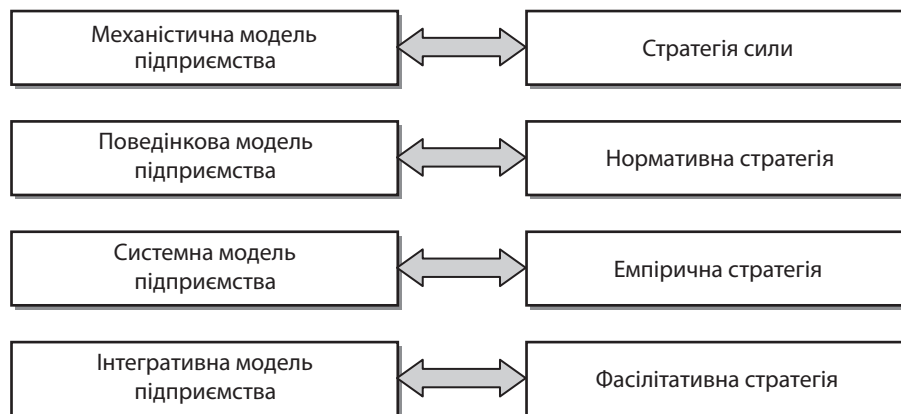 Механістична модель
підприємства
Стратегія сили
Поведінкова модель
підприємства
Нормативна стратегія
Системна модель
підприємства
Емпірична стратегія
Інтегративна модель
підприємства
Фасілітативна стратегія